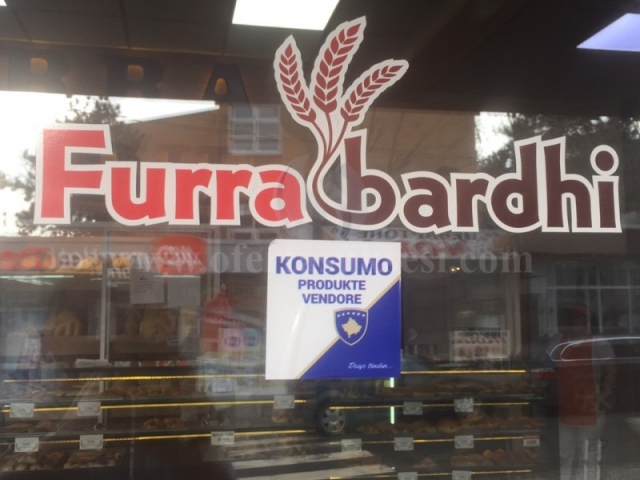 Furra bardhi
KONSUMO
PRODUKTE
VENDORE